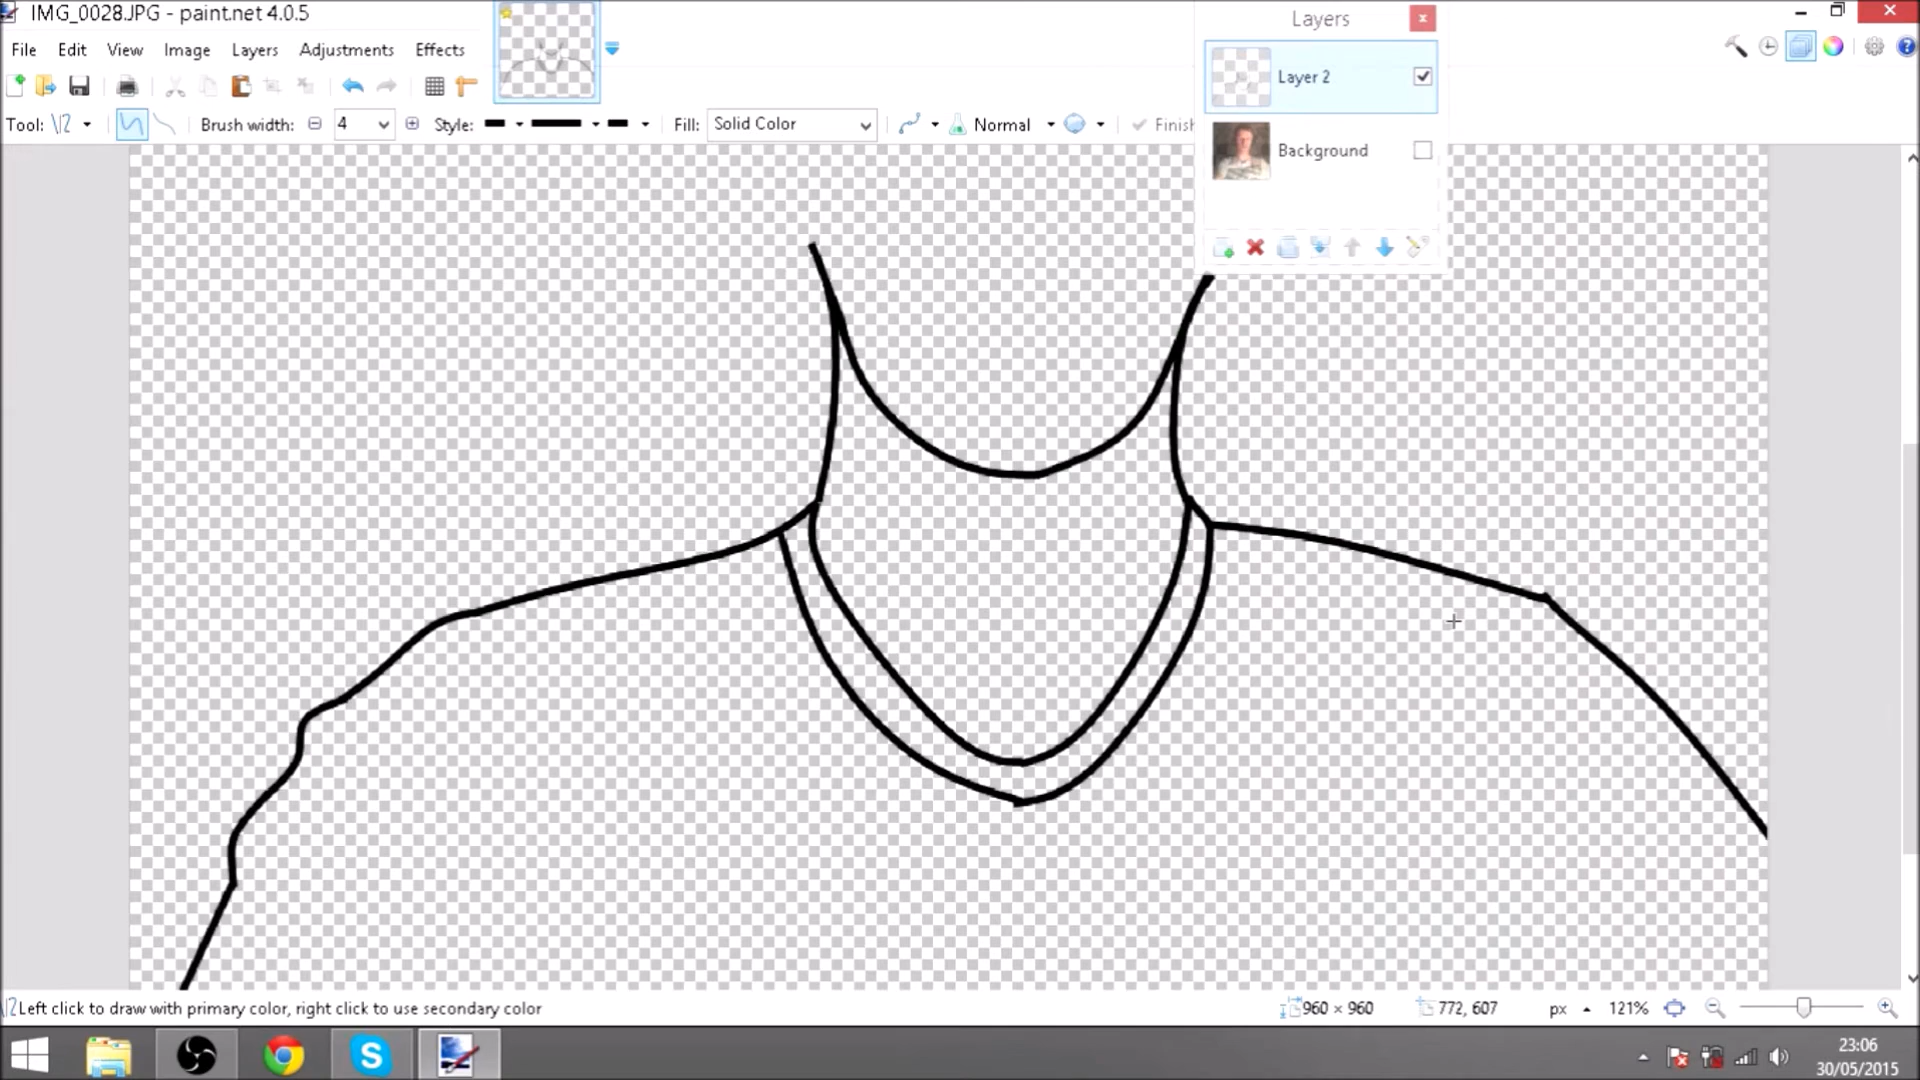 IMG_0028.JPG - paint.net 4.0.5
File Edit View Image Layers Adjustments Effects
Tool: Brush width: 4 Style: Fill: Solid Color Normal Finish
Layers
Layer 2
Background
Left click to draw with primary color, right click to use secondary color
960 × 960 772, 607 px 121%
23:06
30/05/2015